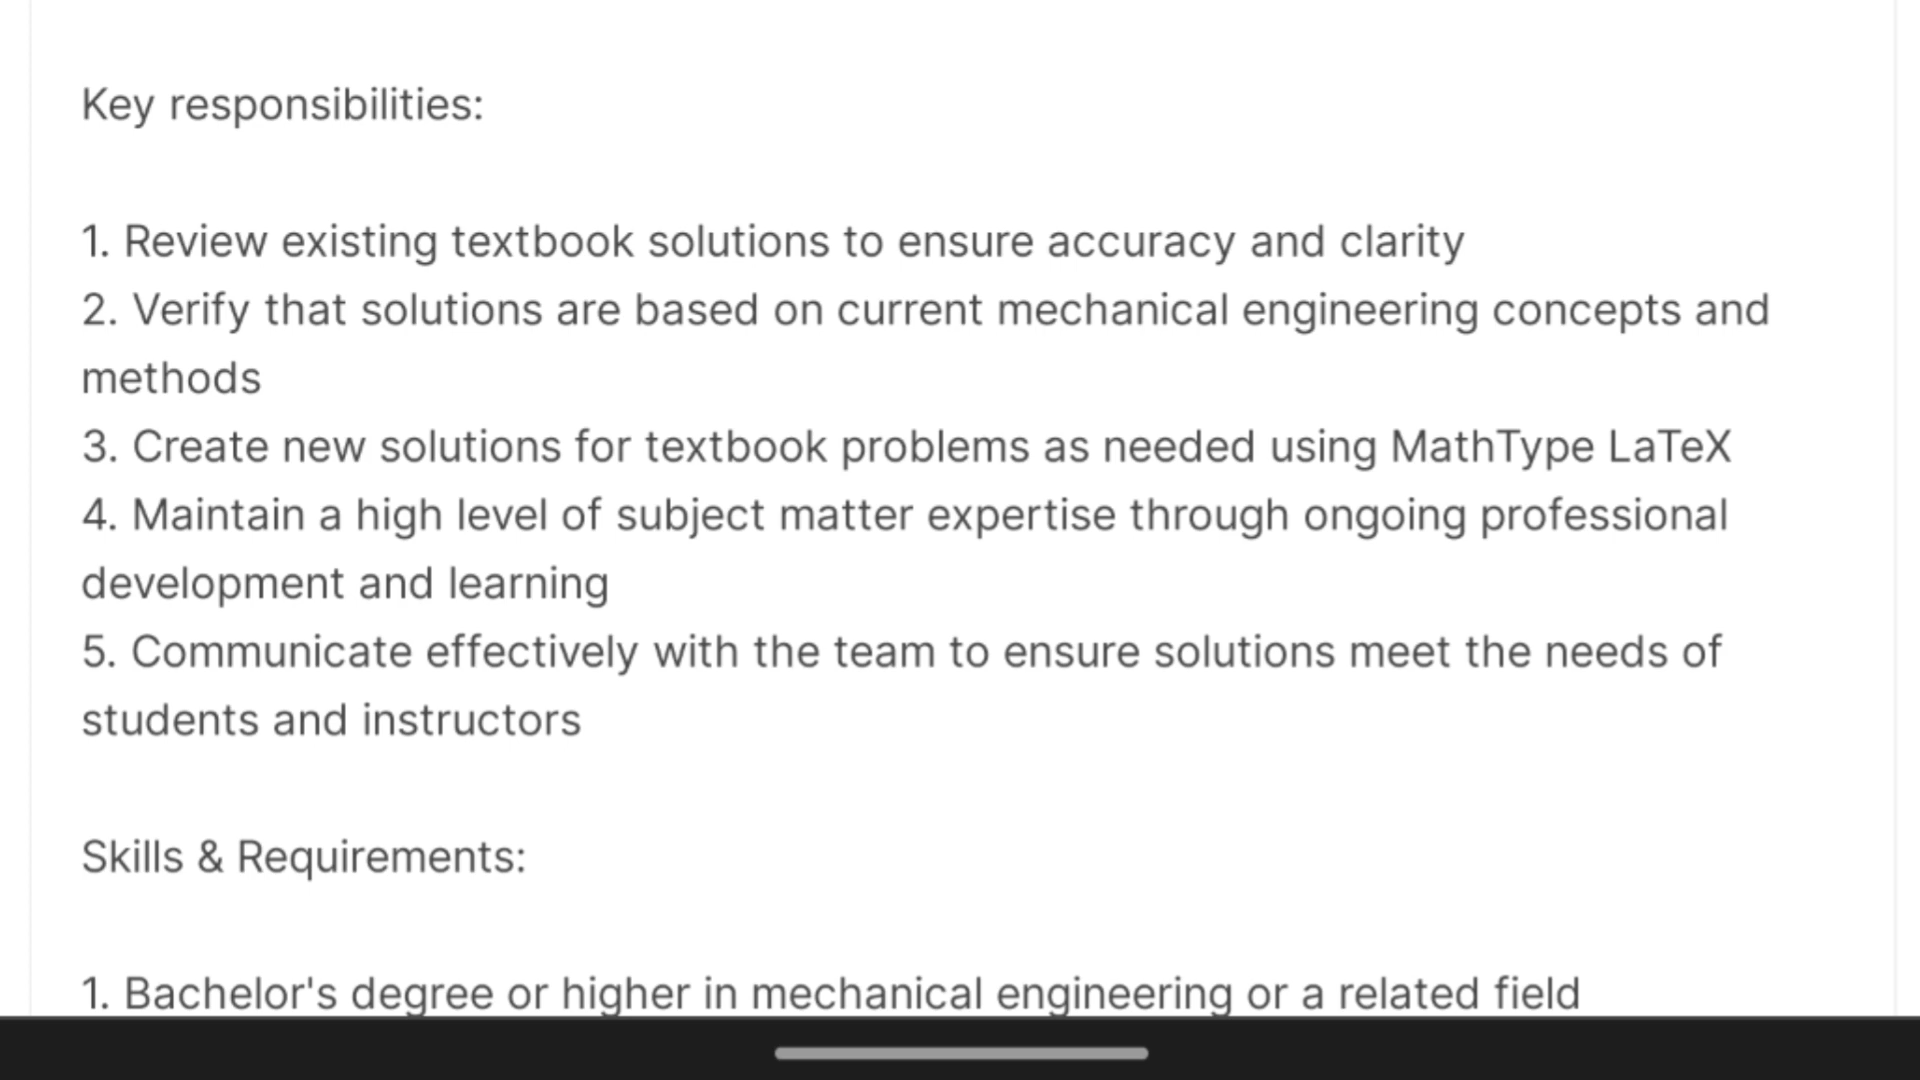 Key responsibilities:
1. Review existing textbook solutions to ensure accuracy and clarity
2. Verify that solutions are based on current mechanical engineering concepts and
methods
3. Create new solutions for textbook problems as needed using MathType LaTeX
4. Maintain a high level of subject matter expertise through ongoing professional
development and learning
5. Communicate effectively with the team to ensure solutions meet the needs of
students and instructors
Skills & Requirements:
1. Bachelor's degree or higher in mechanical engineering or a related field